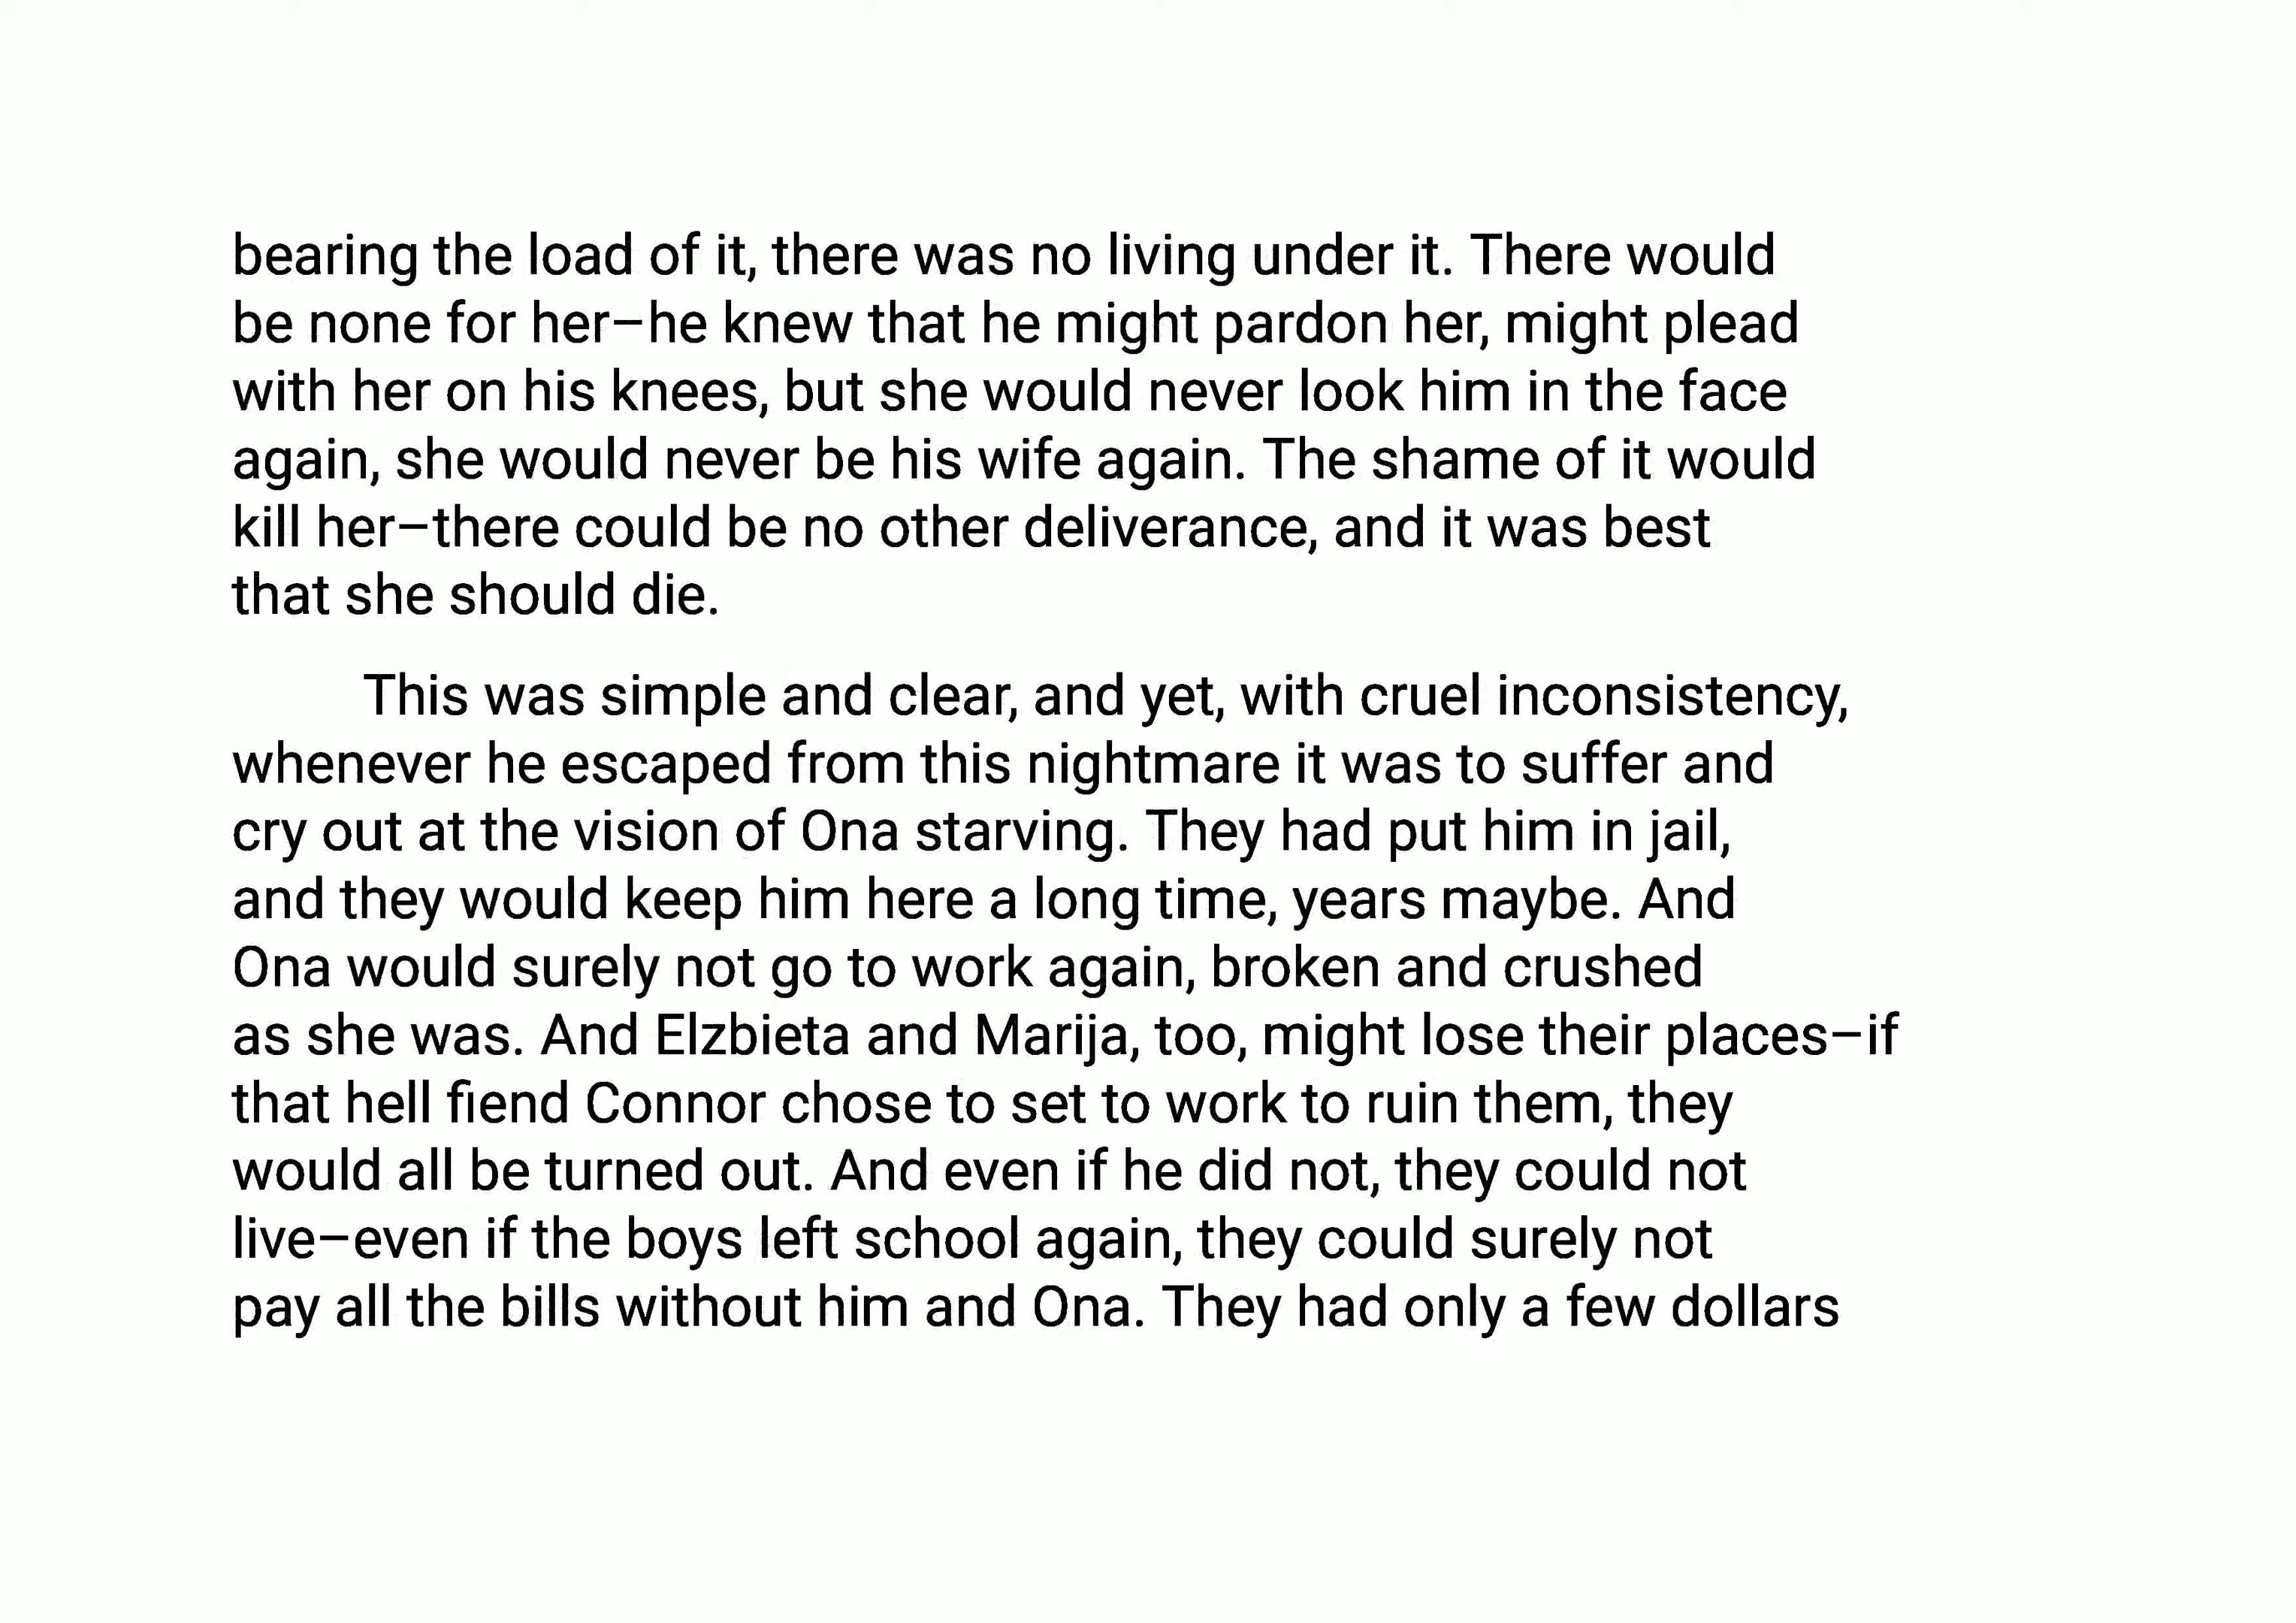 bearing the load of it, there was no living under it. There would
be none for her–he knew that he might pardon her, might plead
with her on his knees, but she would never look him in the face
again, she would never be his wife again. The shame of it would
kill her–there could be no other deliverance, and it was best
that she should die.
This was simple and clear, and yet, with cruel inconsistency,
whenever he escaped from this nightmare it was to suffer and
cry out at the vision of Ona starving. They had put him in jail,
and they would keep him here a long time, years maybe. And
Ona would surely not go to work again, broken and crushed
as she was. And Elzbieta and Marija, too, might lose their places–if
that hell fiend Connor chose to set to work to ruin them, they
would all be turned out. And even if he did not, they could not
live–even if the boys left school again, they could surely not
pay all the bills without him and Ona. They had only a few dollars